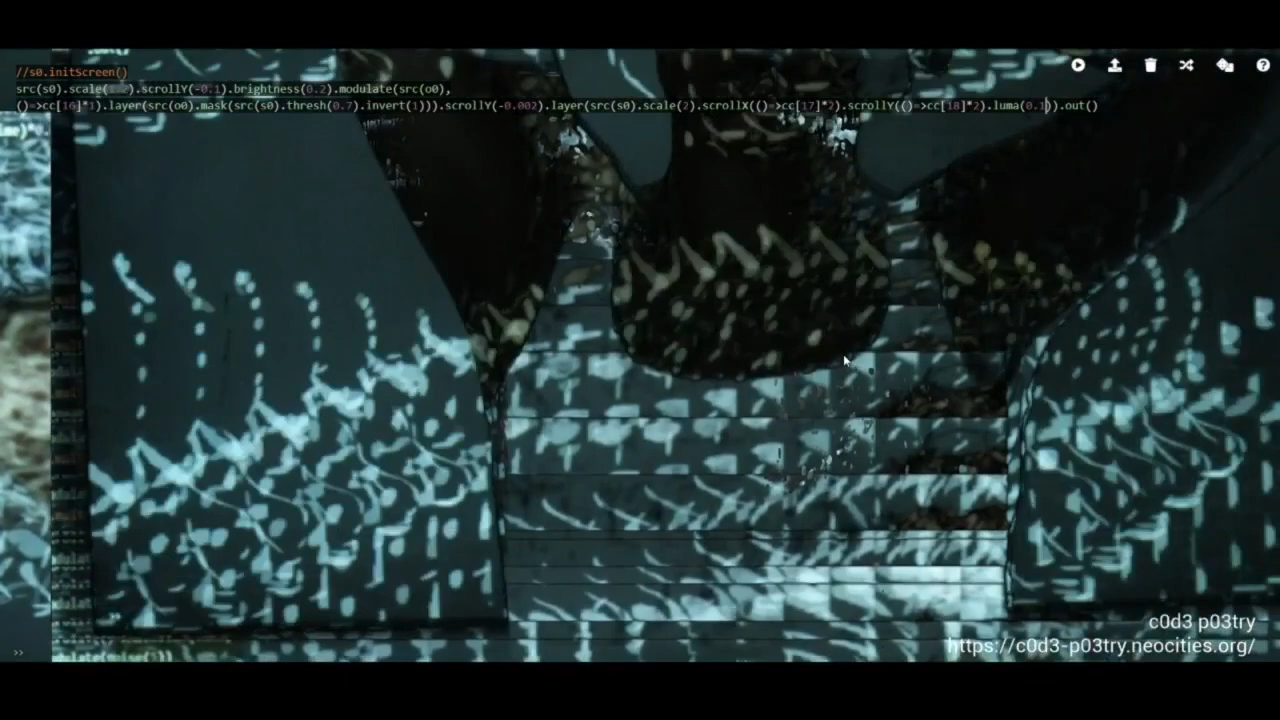 //s0.initScreen()
src(s0).scale( ).scrollY(-0.1).brightness(0.2).modulate(src(o0),
()=>cc[16]*1).layer(src(o0).mask(src(s0).thresh(0.7).invert(1))).scrollY(-0.002).layer(src(s0).scale(2).scrollX(()=>cc[17]*2).scrollY(()=>cc[18]*2).luma(0.1)).out()
c0d3 p03try
>>
https://c0d3-p03try.neocities.org/